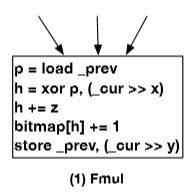 p = load _prev
h = xor p, (_cur >> x)
h += z
bitmap[h] += 1
store _prev, (_cur >> y)
(1) Fmul